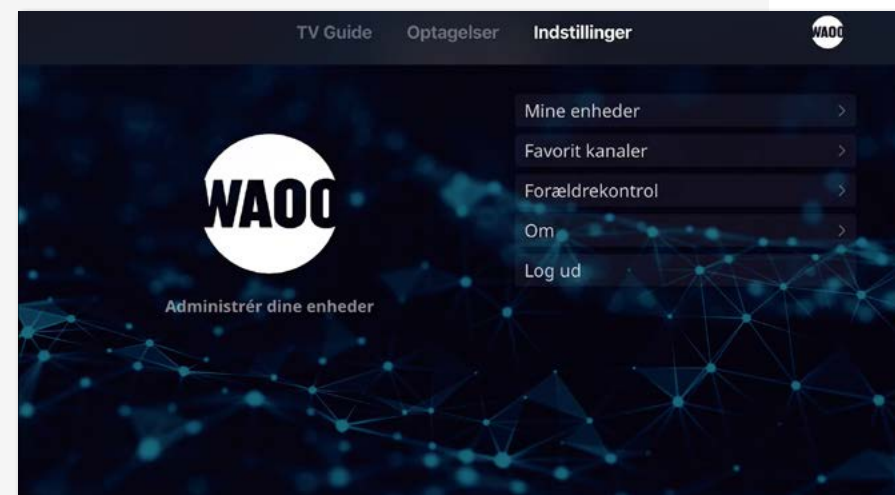 TV Guide Optagelser Indstillinger WAOO
Mine enheder
Favorit kanaler
Forældrekontrol
WAOO
Om
Log ud
Administrér dine enheder